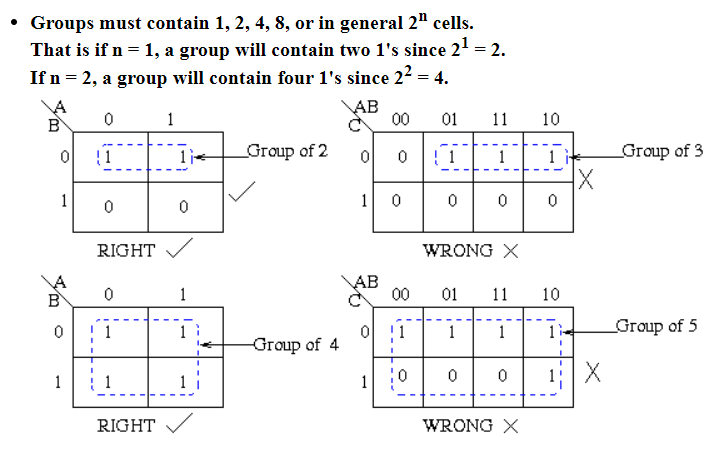 • Groups must contain 1, 2, 4, 8, or in general 2ⁿ cells.
That is if n = 1, a group will contain two 1's since 2¹ = 2.
If n = 2, a group will contain four 1's since 2² = 4.
A
B
0 1
0 1 1
Group of 2
1 0 0
RIGHT ✓
AB
C
00 01 11 10
0 0 1 1 1
Group of 3
1 0 0 0 0
WRONG X
A
B
0 1
0 1 1
Group of 4
1 1 1
RIGHT ✓
AB
C
00 01 11 10
0 1 1 1 1
Group of 5
1 0 0 0 1
WRONG X